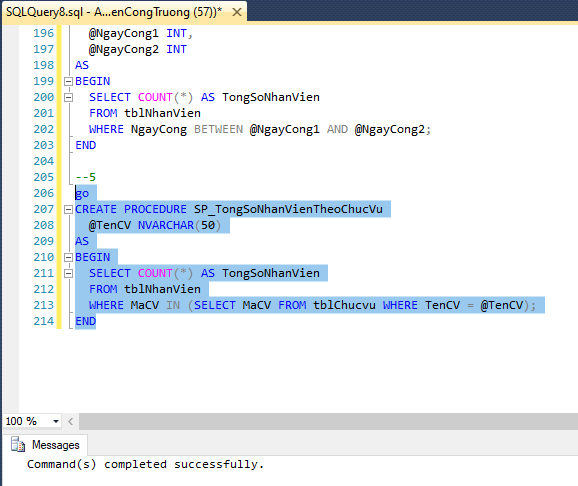 SQLQuery8.sql - A...enCongTruong (57))* ×
196 @NgayCong1 INT,
197 @NgayCong2 INT
198 AS
199 BEGIN
200 SELECT COUNT(*) AS TongSoNhanVien
201 FROM tblNhanVien
202 WHERE NgayCong BETWEEN @NgayCong1 AND @NgayCong2;
203 END
204
205 --5
206 go
207 CREATE PROCEDURE SP_TongSoNhanVienTheoChucVu
208 @TenCV NVARCHAR(50)
209 AS
210 BEGIN
211 SELECT COUNT(*) AS TongSoNhanVien
212 FROM tblNhanVien
213 WHERE MaCV IN (SELECT MaCV FROM tblChucvu WHERE TenCV = @TenCV);
214 END
100 %
Messages
Command(s) completed successfully.